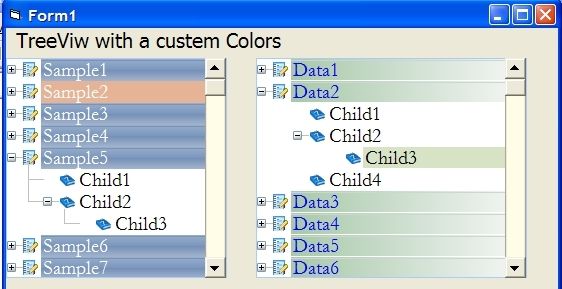 Form1
TreeViw with a custem Colors
Sample1
Sample2
Sample3
Sample4
Sample5
Child1
Child2
Child3
Sample6
Sample7
Data1
Data2
Child1
Child2
Child3
Child4
Data3
Data4
Data5
Data6